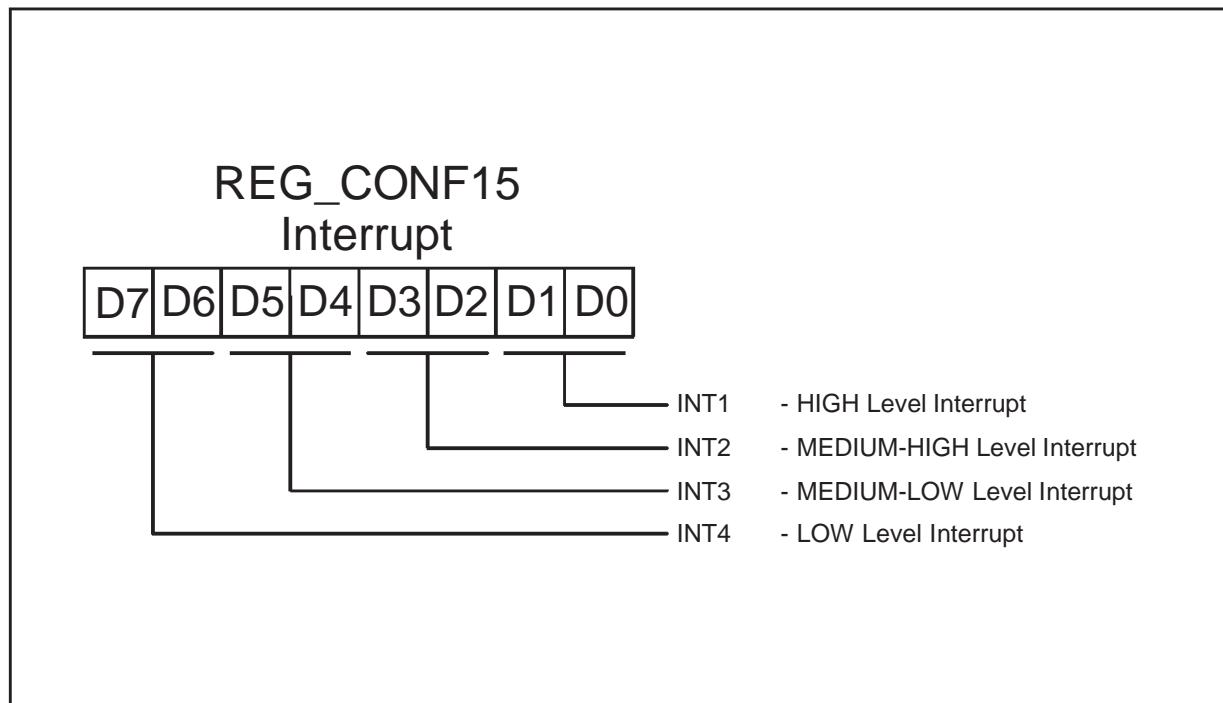 REG_CONF15
Interrupt
D7 D6 D5 D4 D3 D2 D1 D0
INT1 - HIGH Level Interrupt
INT2 - MEDIUM-HIGH Level Interrupt
INT3 - MEDIUM-LOW Level Interrupt
INT4 - LOW Level Interrupt